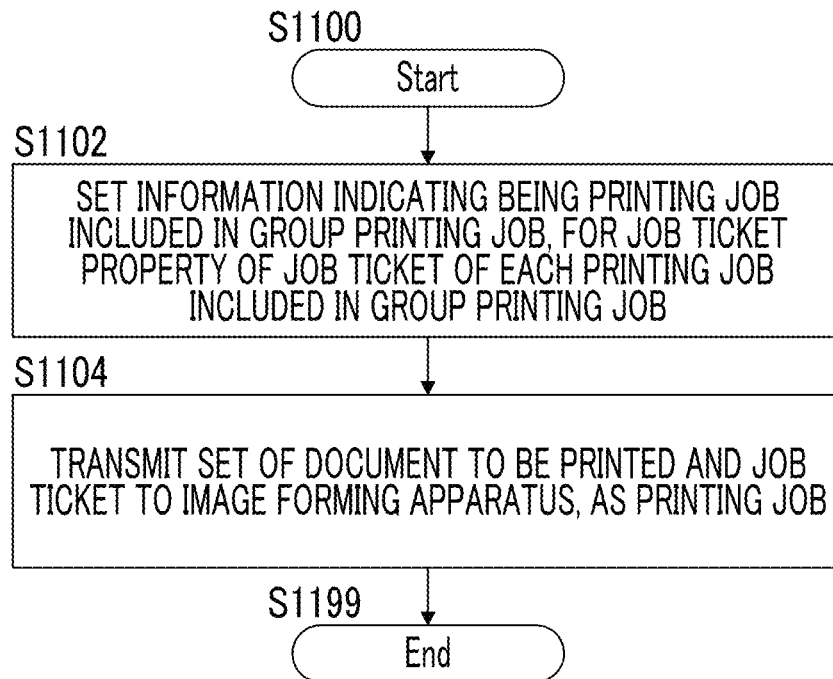 S1100
Start
S1102
SET INFORMATION INDICATING BEING PRINTING JOB
INCLUDED IN GROUP PRINTING JOB, FOR JOB TICKET
PROPERTY OF JOB TICKET OF EACH PRINTING JOB
INCLUDED IN GROUP PRINTING JOB
S1104
TRANSMIT SET OF DOCUMENT TO BE PRINTED AND JOB
TICKET TO IMAGE FORMING APPARATUS, AS PRINTING JOB
S1199
End